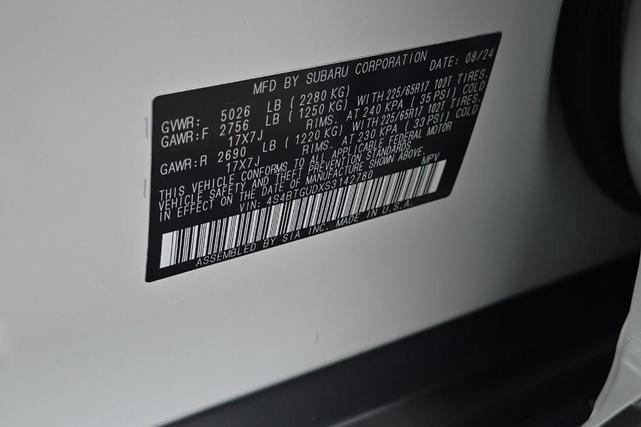 MFD BY SUBARU CORPORATION DATE: 08/24
GVWR: 5026 LB (2280 KG)
GAWR:F 2756 LB (1250 KG) WITH 225/65R17 102T TIRES.
17X7J RIMS. AT 240 KPA (35 PSI) COLD
GAWR:R 2690 LB (1220 KG) WITH 225/65R17 102T TIRES.
17X7J RIMS. AT 230 KPA (33 PSI) COLD
THIS VEHICLE CONFORMS TO ALL APPLICABLE FEDERAL MOTOR
VEHICLE SAFETY AND THEFT PREVENTION STANDARDS
IN EFFECT ON THE DATE OF MANUFACTURE SHOWN ABOVE.
VIN: 4S4BTGUDXS3142780 MPV
ASSEMBLED BY SIA INC. MADE IN U.S.A.